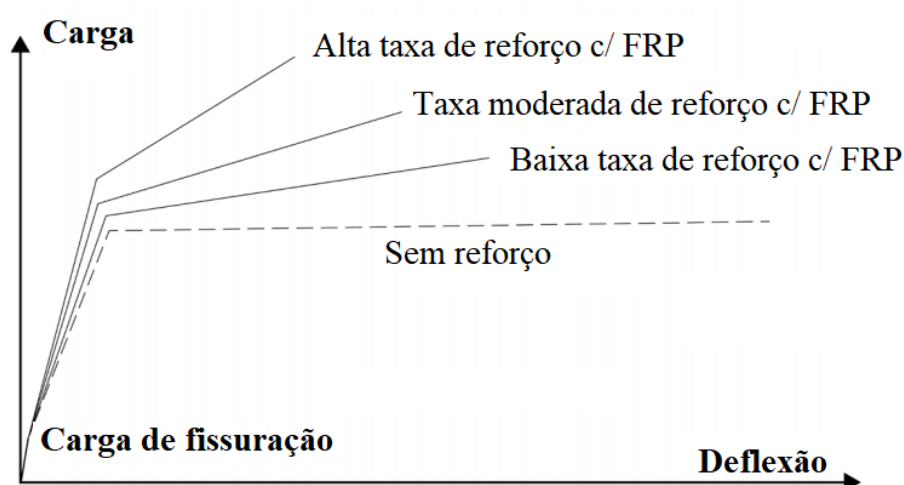 Carga
Alta taxa de reforço c/ FRP
Taxa moderada de reforço c/ FRP
Baixa taxa de reforço c/ FRP
Sem reforço
Carga de fissuração
Deflexão